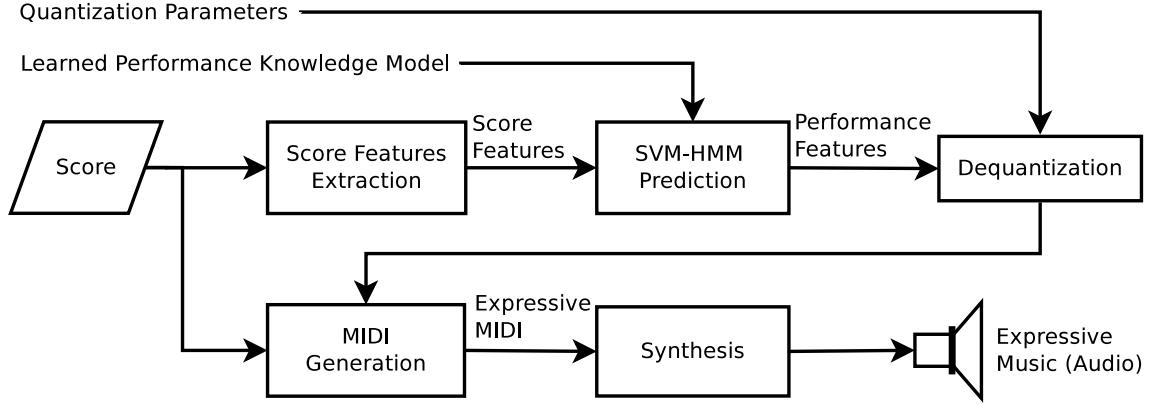 Quantization Parameters
Learned Performance Knowledge Model
Score
Score Features
Extraction
Score
Features
SVM-HMM
Prediction
Performance
Features
Dequantization
MIDI
Generation
Expressive
MIDI
Synthesis
Expressive
Music (Audio)